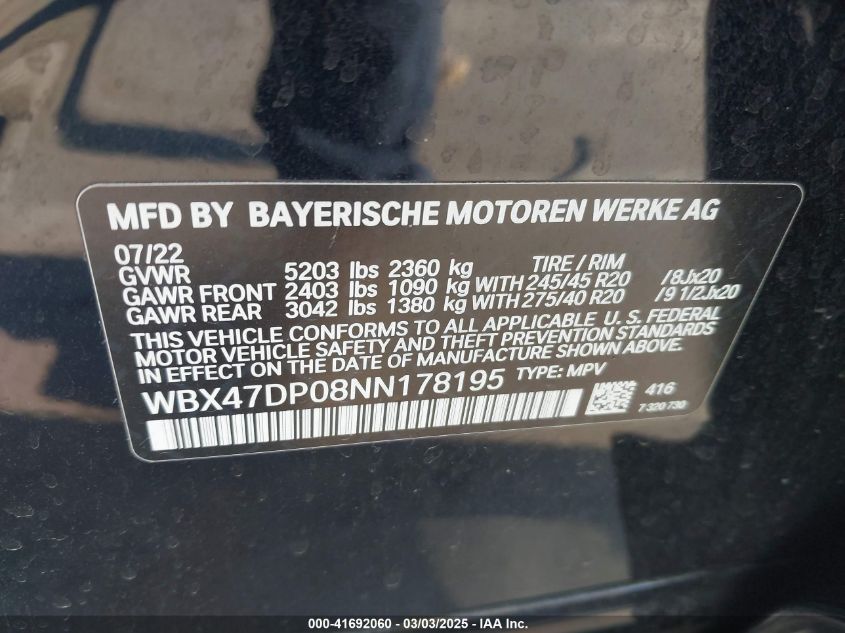 MFD BY BAYERISCHE MOTOREN WERKE AG
07/22 TIRE / RIM
GVWR 5203 lbs 2360 kg
GAWR FRONT 2403 lbs 1090 kg WITH 245/45 R20 /8Jx20
GAWR REAR 3042 lbs 1380 kg WITH 275/40 R20 /9 1/2Jx20
THIS VEHICLE CONFORMS TO ALL APPLICABLE U. S. FEDERAL
MOTOR VEHICLE SAFETY AND THEFT PREVENTION STANDARDS
IN EFFECT ON THE DATE OF MANUFACTURE SHOWN ABOVE.
WBX47DP08NN178195 TYPE: MPV
416
7 320 730
000-41692060 - 03/03/2025 - IAA Inc.